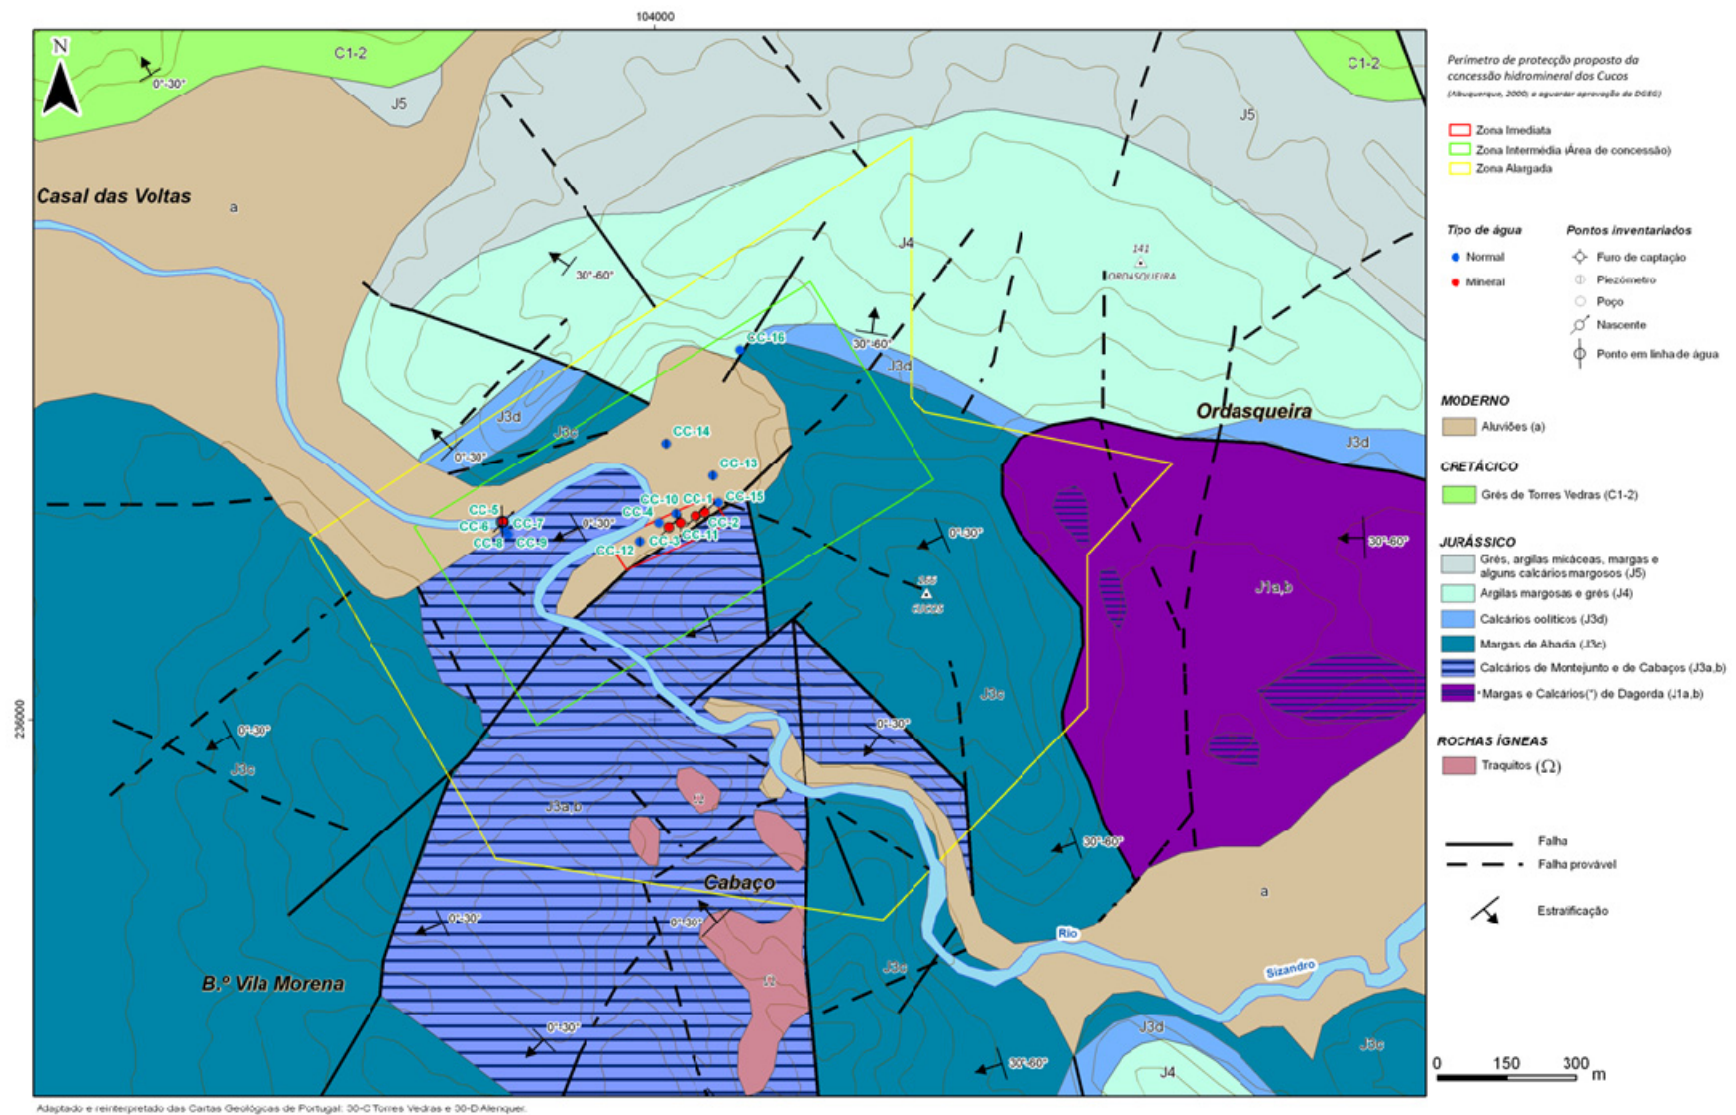 104000
N
C1-2
0°-30°
J5
C1-2
J5
Casal das Voltas
a
J4
141
ORDASQUEIRA
30°-60°
CC-16
30°-60°
J3d
J3d
Ordasqueira
J3c
J3d
CC-14
0°-30°
CC-13
CC-10 CC-1 CC-15
CC-5
CC-4
CC-6 CC-7
CC-2
0°-30°
CC-8 CC-9
CC-3 CC-11
CC-12
0°-30°
30°-60°
CUCOS
J1a,b
236000
J3c
0°-30°
0°-30°
J3c
J3a,b
Ω
30°-60°
Cabaço
a
0°-30°
0°-30°
Rio
J3c
Sizandro
B.º Vila Morena
Ω
0°-30°
J3d
J3c
30°-60°
J4
Adaptado e reinterpretado das Cartas Geológicas de Portugal: 30-C Torres Vedras e 30-D Alenquer.
Perímetro de protecção proposto da
concessão hidromineral dos Cucos
(Albuquerque, 2000; a aguardar aprovação da DGEG)
Zona Imediata
Zona Intermédia (Área de concessão)
Zona Alargada
Tipo de água
Normal
Mineral
Pontos inventariados
Furo de captação
Piezómetro
Poço
Nascente
Ponto em linha de água
MODERNO
Aluviões (a)
CRETÁCICO
Grés de Torres Vedras (C1-2)
JURÁSSICO
Grés, argilas micáceas, margas e
alguns calcários margosos (J5)
Argilas margosas e grés (J4)
Calcários oolíticos (J3d)
Margas de Abadia (J3c)
Calcários de Montejunto e de Cabaços (J3a,b)
Margas e Calcários(*) de Dagorda (J1a,b)
ROCHAS ÍGNEAS
Traquitos (Ω)
Falha
Falha provável
Estratificação
0 150 300
m